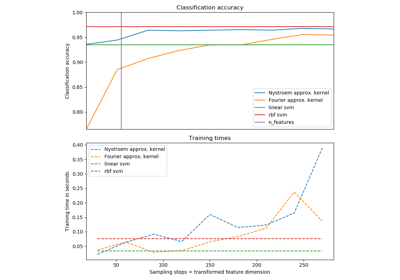 Classification accuracy
1.00
0.95
0.90
0.85
0.80
Classification accuracy
Nystroem approx. kernel
Fourier approx. kernel
linear svm
rbf svm
n_features
Training times
0.40
0.35
0.30
0.25
0.20
0.15
0.10
0.05
Training time in seconds
Nystroem approx. kernel
Fourier approx. kernel
linear svm
rbf svm
50 100 150 200 250
Sampling steps = transformed feature dimension